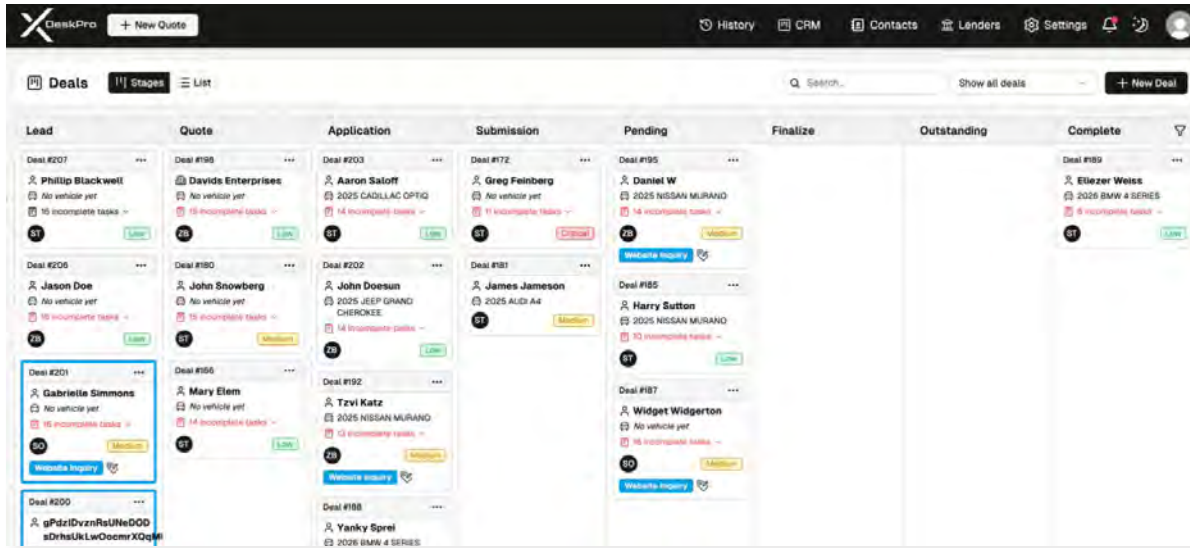 XDeskPro
+ New Quote
History
CRM
Contacts
Lenders
Settings
Deals
Stages
List
Search...
Show all deals
+ New Deal
Lead
Quote
Application
Submission
Pending
Finalize
Outstanding
Complete
Deal #207
Phillip Blackwell
No vehicle yet
16 incomplete tasks
ST
Low
Deal #206
Jason Doe
No vehicle yet
16 incomplete tasks
ZB
Low
Deal #201
Gabrielle Simmons
No vehicle yet
16 incomplete tasks
SO
Medium
Website Inquiry
Deal #200
gPdzIDvznRsUNeDOD
sDrhsUkLwOocmrXQqMl
Deal #198
Davids Enterprises
No vehicle yet
15 incomplete tasks
ZB
Low
Deal #180
John Snowberg
No vehicle yet
15 incomplete tasks
ST
Medium
Deal #166
Mary Elem
No vehicle yet
14 incomplete tasks
ST
Low
Deal #203
Aaron Saloff
2025 CADILLAC OPTIQ
14 incomplete tasks
ST
Low
Deal #202
John Doesun
2025 JEEP GRAND
CHEROKEE
14 incomplete tasks
ZB
Low
Deal #192
Tzvi Katz
2025 NISSAN MURANO
13 incomplete tasks
ZB
Medium
Website Inquiry
Deal #188
Yanky Sprei
2026 BMW 4 SERIES
Deal #172
Greg Feinberg
No vehicle yet
11 incomplete tasks
ST
Critical
Deal #181
James Jameson
2025 AUDI A4
ST
Medium
Deal #195
Daniel W
2025 NISSAN MURANO
14 incomplete tasks
ZB
Medium
Website Inquiry
Deal #185
Harry Sutton
2025 NISSAN MURANO
10 incomplete tasks
ST
Low
Deal #187
Widget Widgerton
No vehicle yet
16 incomplete tasks
SO
Medium
Website Inquiry
Deal #189
Eliezer Weiss
2026 BMW 4 SERIES
6 incomplete tasks
ST
Low